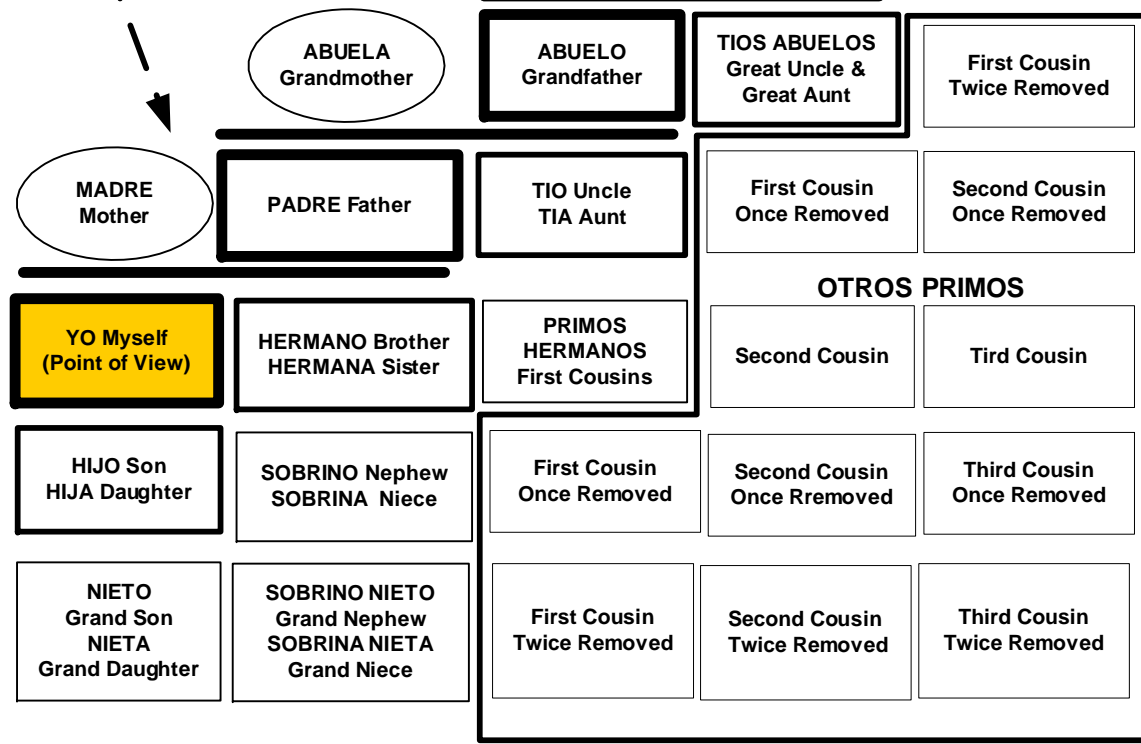 ABUELA
Grandmother
ABUELO
Grandfather
TIOS ABUELOS
Great Uncle &
Great Aunt
First Cousin
Twice Removed
MADRE
Mother
PADRE Father
TIO Uncle
TIA Aunt
First Cousin
Once Removed
Second Cousin
Once Removed
OTROS PRIMOS
YO Myself
(Point of View)
HERMANO Brother
HERMANA Sister
PRIMOS
HERMANOS
First Cousins
Second Cousin
Tird Cousin
HIJO Son
HIJA Daughter
SOBRINO Nephew
SOBRINA Niece
First Cousin
Once Removed
Second Cousin
Once Rremoved
Third Cousin
Once Removed
NIETO
Grand Son
NIETA
Grand Daughter
SOBRINO NIETO
Grand Nephew
SOBRINA NIETA
Grand Niece
First Cousin
Twice Removed
Second Cousin
Twice Removed
Third Cousin
Twice Removed